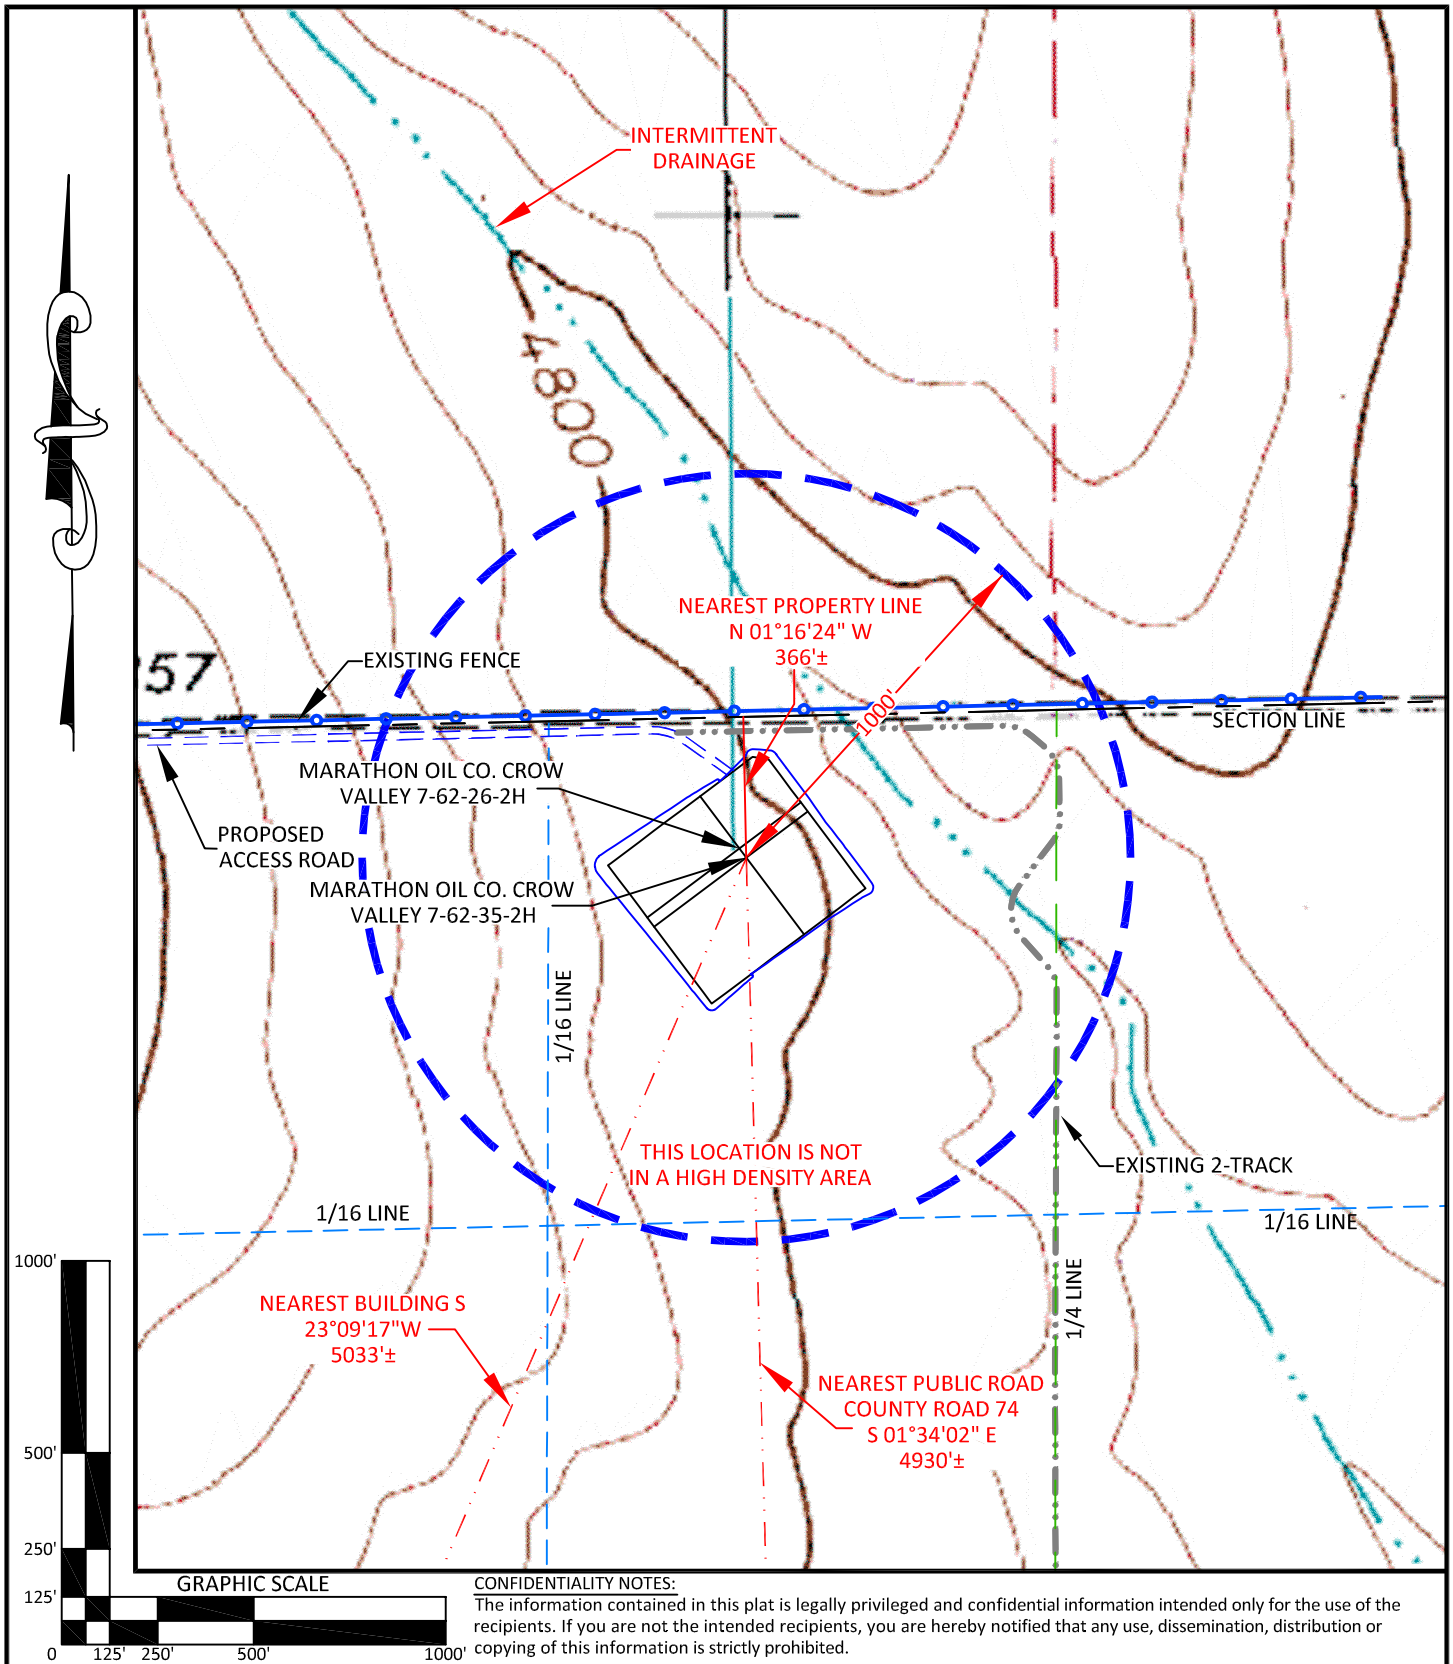 INTERMITTENT
DRAINAGE
4800
NEAREST PROPERTY LINE
N 01°16'24" W
366'±
1000'
57
EXISTING FENCE
SECTION LINE
MARATHON OIL CO. CROW
VALLEY 7-62-26-2H
PROPOSED
ACCESS ROAD
MARATHON OIL CO. CROW
VALLEY 7-62-35-2H
1/16 LINE
THIS LOCATION IS NOT
IN A HIGH DENSITY AREA
EXISTING 2-TRACK
1/16 LINE
1/16 LINE
1/4 LINE
NEAREST BUILDING S
23°09'17"W
5033'±
NEAREST PUBLIC ROAD
COUNTY ROAD 74
S 01°34'02" E
4930'±
1000'
500'
250'
125'
GRAPHIC SCALE
0 125' 250' 500' 1000'
CONFIDENTIALITY NOTES:
The information contained in this plat is legally privileged and confidential information intended only for the use of the
recipients. If you are not the intended recipients, you are hereby notified that any use, dissemination, distribution or
copying of this information is strictly prohibited.